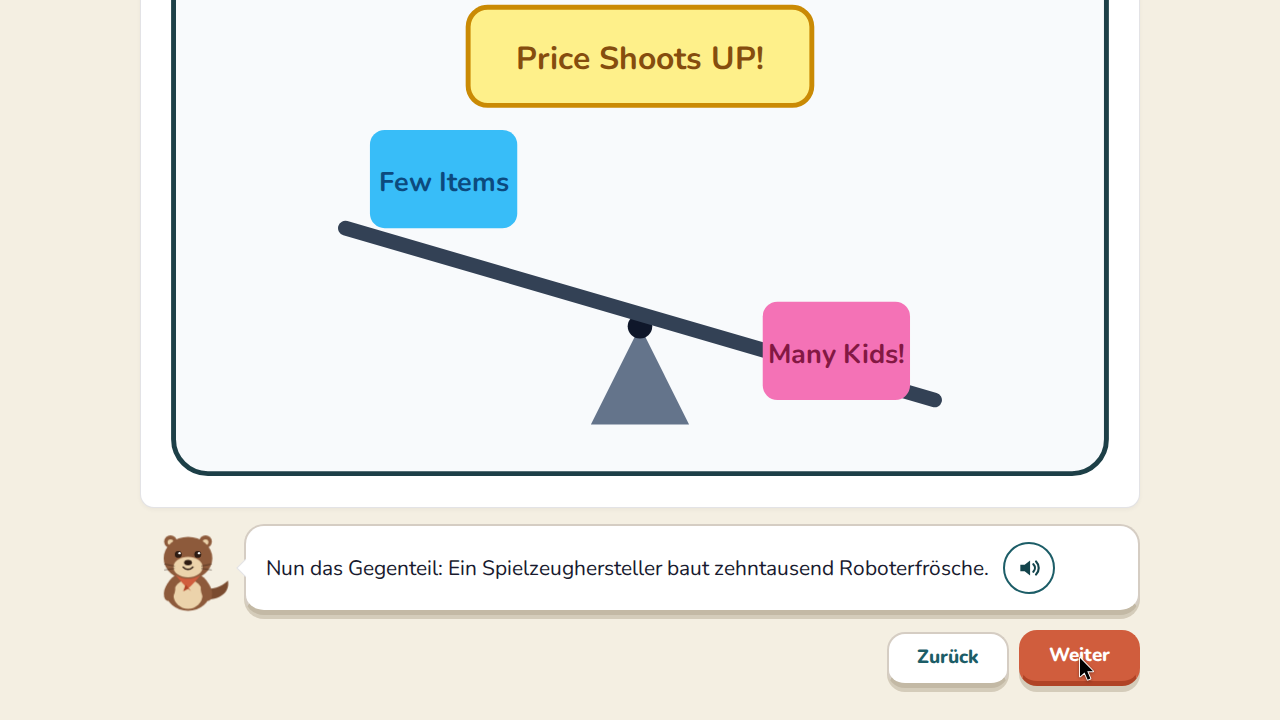 Price Shoots UP!
Few Items
Many Kids!
Nun das Gegenteil: Ein Spielzeughersteller baut zehntausend Roboterfrösche.
Zurück
Weiter